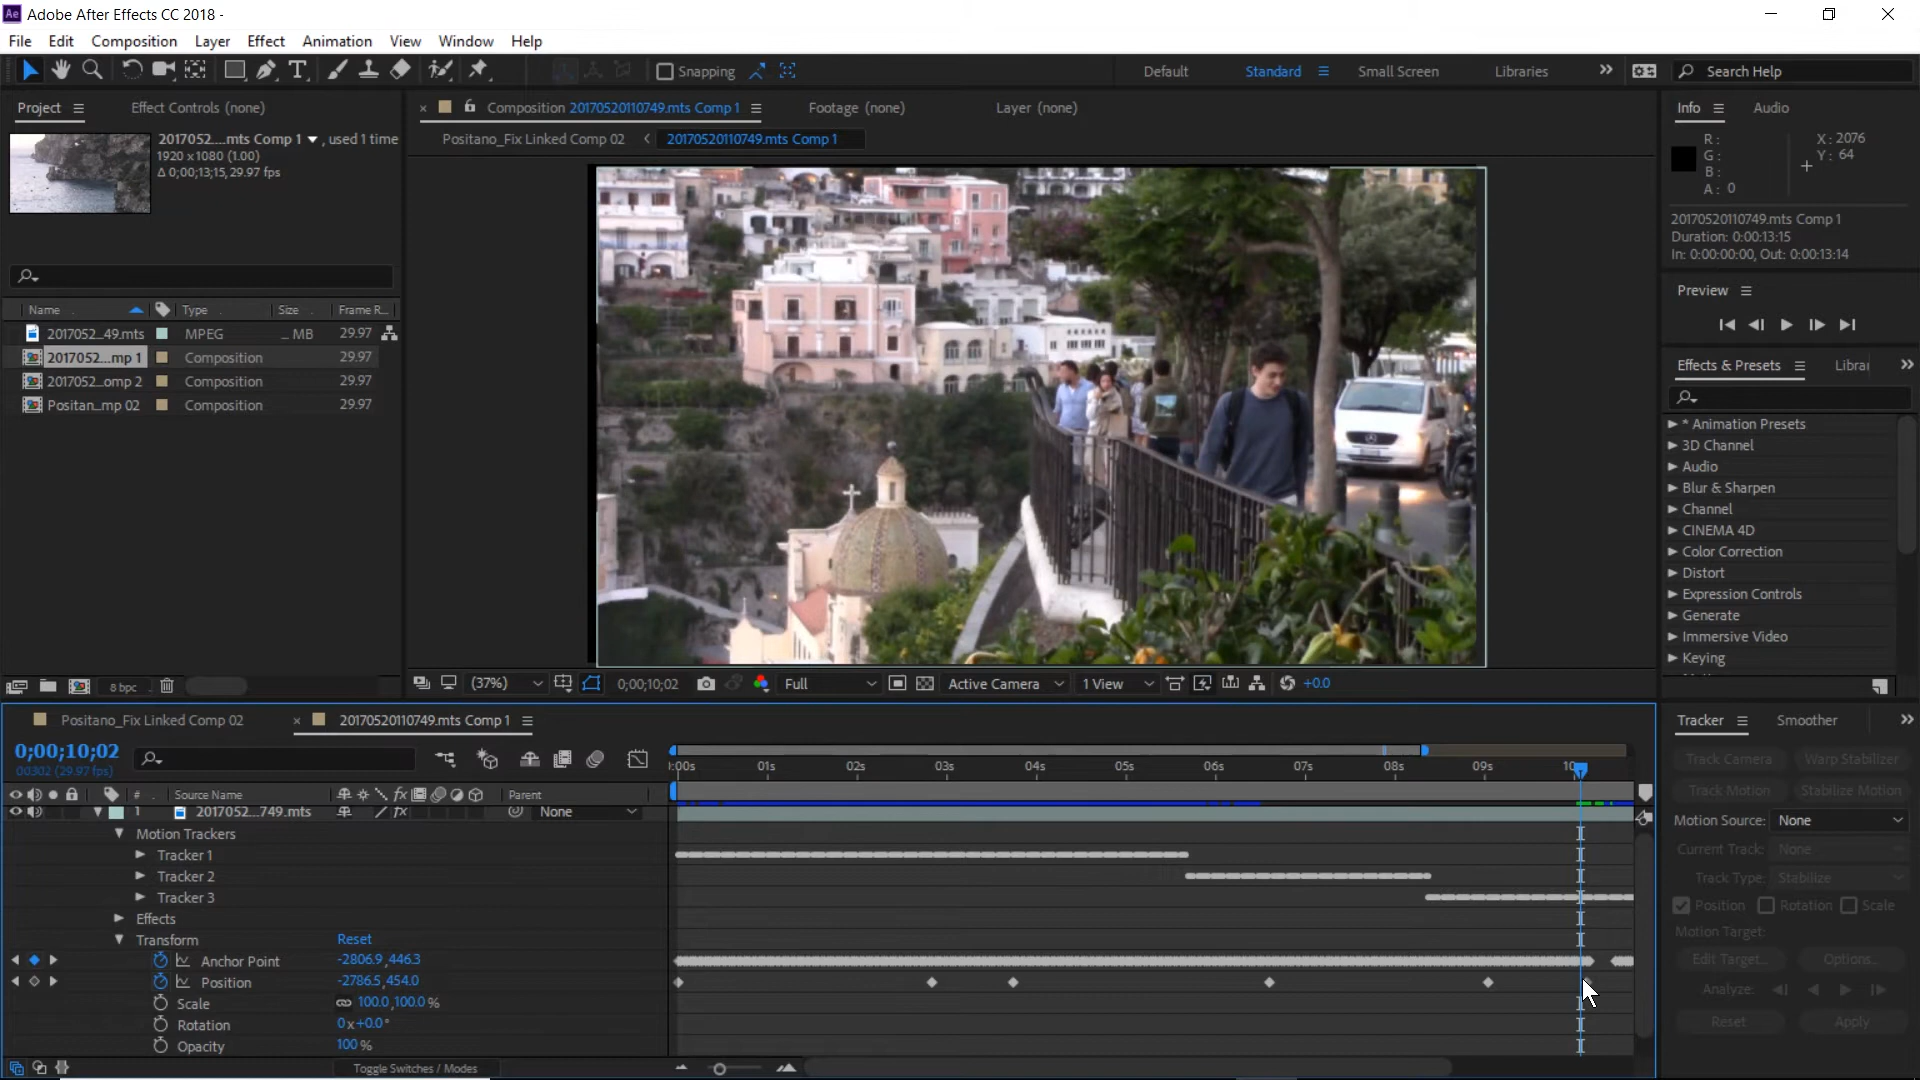 Adobe After Effects CC 2018 -
File Edit Composition Layer Effect Animation View Window Help
Snapping Default Standard Small Screen Libraries Search Help
Project Effect Controls (none) Composition 20170520110749.mts Comp 1 Footage (none) Layer (none) Info Audio
2017052....mts Comp 1 , used 1 time
1920 x 1080 (1.00)
Δ 0;00;13;15, 29.97 fps
Positano_Fix Linked Comp 02 20170520110749.mts Comp 1
R: X: 2076
G: Y: 64
B:
A: 0
20170520110749.mts Comp 1
Duration: 0:00:13:15
In: 0:00:00:00, Out: 0:00:13:14
Preview
Name Type Size Frame R...
2017052...49.mts MPEG ... MB 29.97
2017052...mp 1 Composition 29.97
2017052...omp 2 Composition 29.97
Positan...mp 02 Composition 29.97
Effects & Presets Librai
* Animation Presets
3D Channel
Audio
Blur & Sharpen
Channel
CINEMA 4D
Color Correction
Distort
Expression Controls
Generate
Immersive Video
Keying
8 bpc (37%) 0;00;10;02 Full Active Camera 1 View +0.0
Positano_Fix Linked Comp 02 20170520110749.mts Comp 1
0;00;10;02
00302 (29.97 fps)
:00s 01s 02s 03s 04s 05s 06s 07s 08s 09s 10
# Source Name Parent
1 2017052...749.mts None
Motion Trackers
Tracker 1
Tracker 2
Tracker 3
Effects
Transform Reset
Anchor Point -2806.9, 446.3
Position -2786.5, 454.0
Scale 100.0, 100.0 %
Rotation 0x+0.0°
Opacity 100 %
Toggle Switches / Modes
Tracker Smoother
Track Camera Warp Stabilizer
Track Motion Stabilize Motion
Motion Source: None
Current Track: None
Track Type: Stabilize
Position Rotation Scale
Motion Target:
Edit Target... Options...
Analyze:
Reset Apply